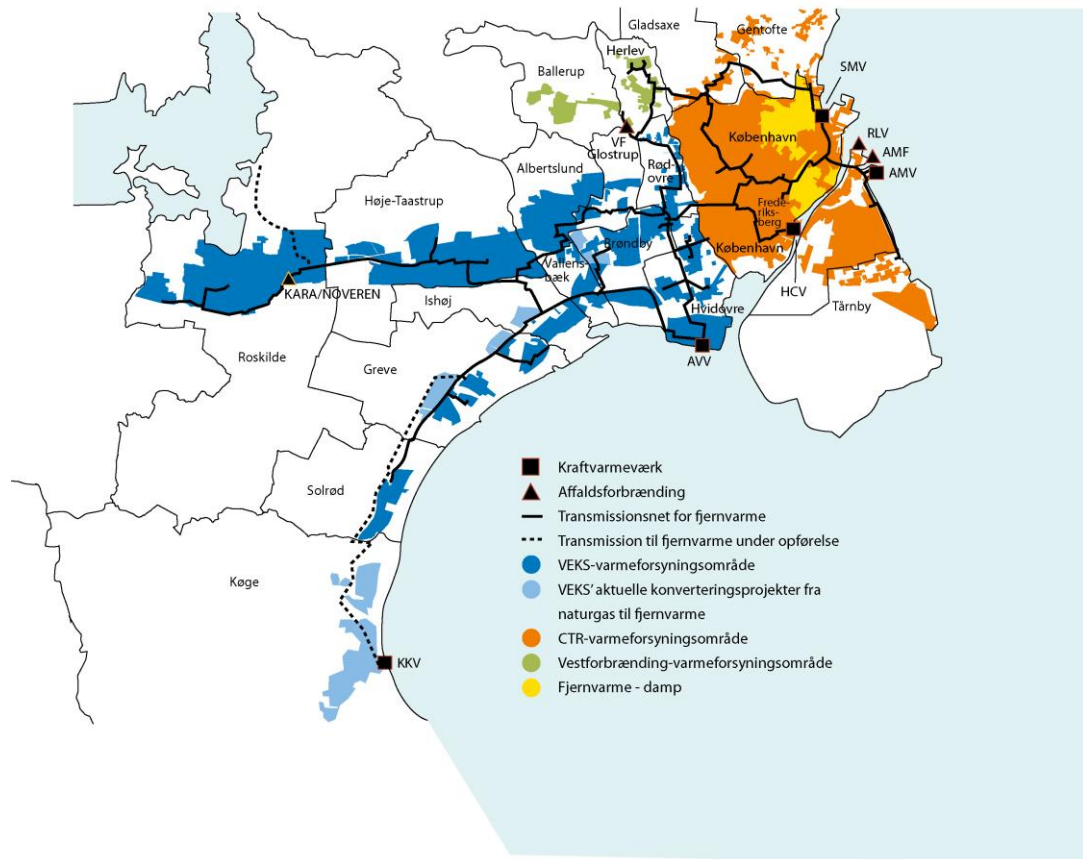 Gladsaxe
Gentofte
Herlev
SMV
Ballerup
RLV
København
AMF
VF
Glostrup
AMV
Albertslund
Rød-
ovre
Høje-Taastrup
Frede-
riks-
berg
Brøndby
København
Vallens-
bæk
KARA/NOVEREN
HCV
Ishøj
Hvidovre
Tårnby
Roskilde
AVV
Greve
Solrød
Køge
KKV
Kraftvarmeværk
Affaldsforbrænding
Transmissionsnet for fjernvarme
Transmission til fjernvarme under opførelse
VEKS-varmeforsyningsområde
VEKS' aktuelle konverteringsprojekter fra
naturgas til fjernvarme
CTR-varmeforsyningsområde
Vestforbrænding-varmeforsyningsområde
Fjernvarme - damp